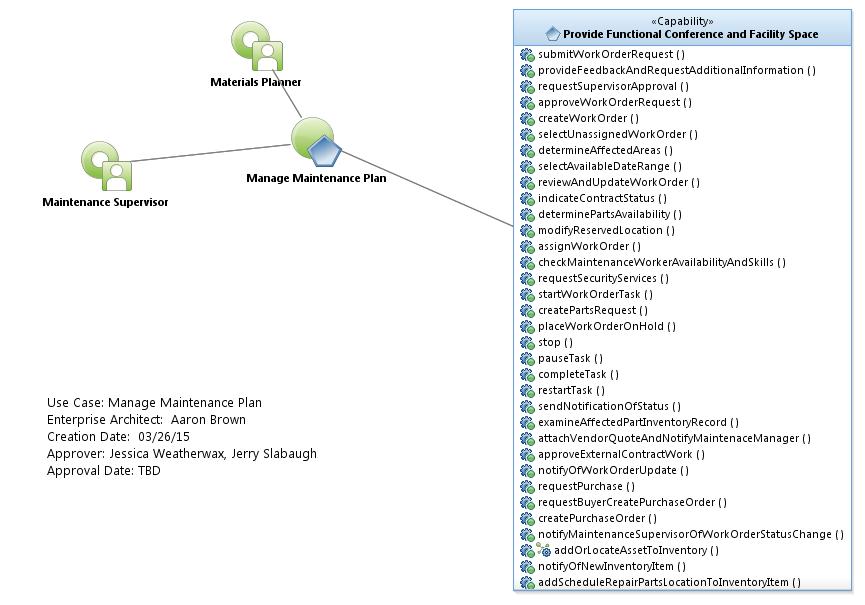 Materials Planner
Manage Maintenance Plan
Maintenance Supervisor
«Capability»
Provide Functional Conference and Facility Space
submitWorkOrderRequest ( )
provideFeedbackAndRequestAdditionalInformation ( )
requestSupervisorApproval ( )
approveWorkOrderRequest ( )
createWorkOrder ( )
selectUnassignedWorkOrder ( )
determineAffectedAreas ( )
selectAvailableDateRange ( )
reviewAndUpdateWorkOrder ( )
indicateContractStatus ( )
determinePartsAvailability ( )
modifyReservedLocation ( )
assignWorkOrder ( )
checkMaintenanceWorkerAvailabilityAndSkills ( )
requestSecurityServices ( )
startWorkOrderTask ( )
createPartsRequest ( )
placeWorkOrderOnHold ( )
stop ( )
pauseTask ( )
completeTask ( )
restartTask ( )
sendNotificationOfStatus ( )
examineAffectedPartInventoryRecord ( )
attachVendorQuoteAndNotifyMaintenaceManager ( )
approveExternalContractWork ( )
notifyOfWorkOrderUpdate ( )
requestPurchase ( )
requestBuyerCreatePurchaseOrder ( )
createPurchaseOrder ( )
notifyMaintenanceSupervisorOfWorkOrderStatusChange ( )
addOrLocateAssetToInventory ( )
notifyOfNewInventoryItem ( )
addScheduleRepairPartsLocationToInventoryItem ( )
Use Case: Manage Maintenance Plan
Enterprise Architect:  Aaron Brown
Creation Date:  03/26/15
Approver: Jessica Weatherwax, Jerry Slabaugh
Approval Date: TBD